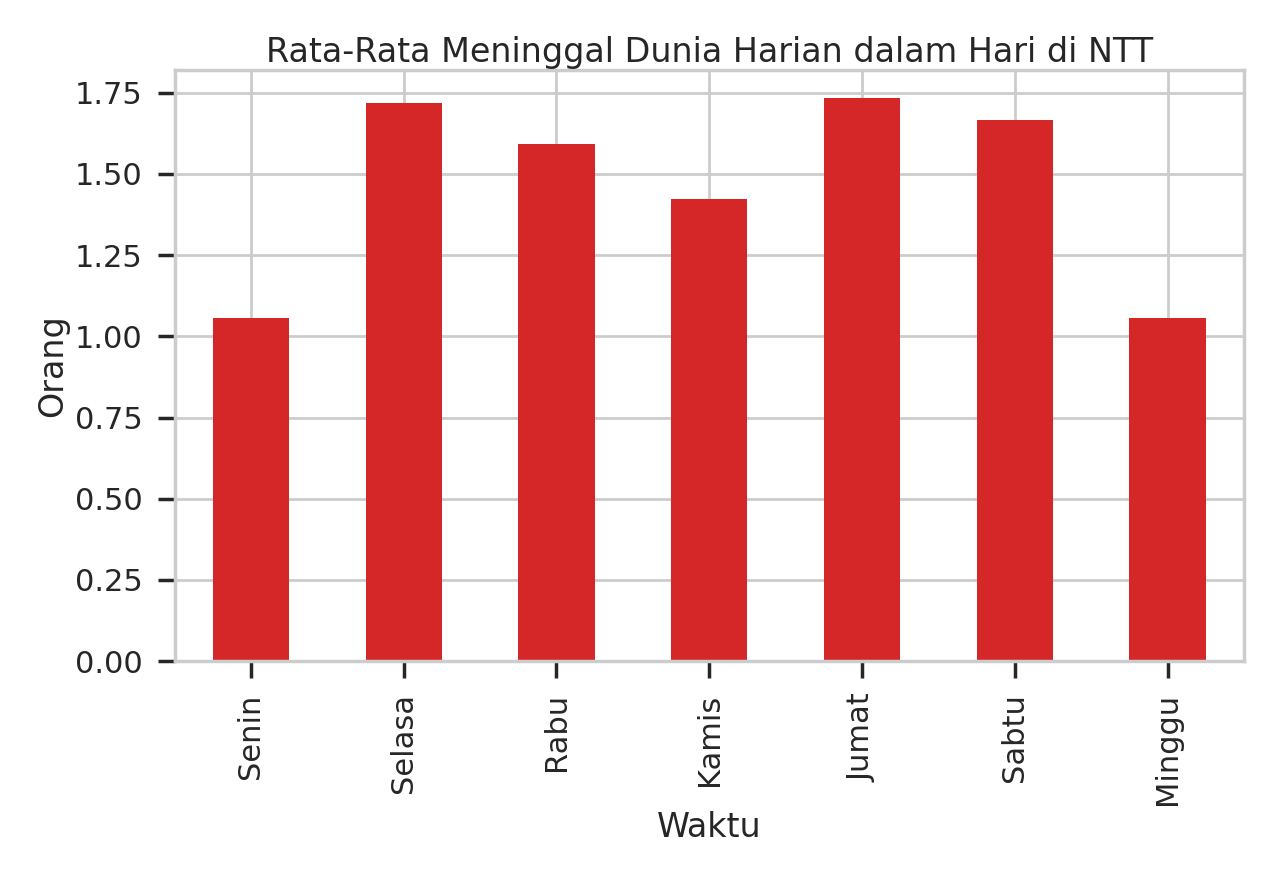 Rata-Rata Meninggal Dunia Harian dalam Hari di NTT
Orang
1.75
1.50
1.25
1.00
0.75
0.50
0.25
0.00
Senin
Selasa
Rabu
Kamis
Jumat
Sabtu
Minggu
Waktu